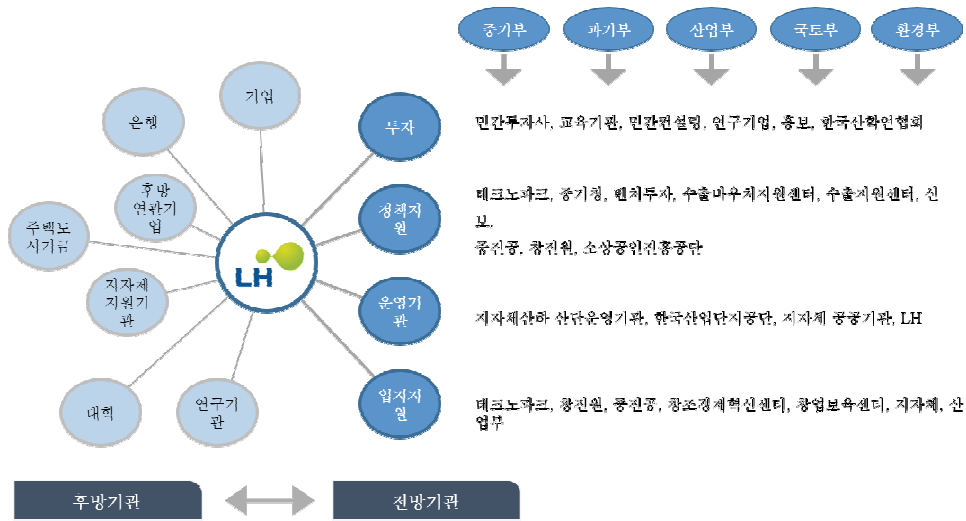 중기부
과기부
산업부
국토부
환경부
기업
은행
후방
연관기
업
주택도
시기금
지자체
지원기
관
대학
연구기
관
LH
투자
민간투자사, 교육기관, 민간컨설팅, 연구기업, 홍보, 한국산학연협회
정책지
원
테크노파크, 중기청, 벤처투자, 수출바우처지원센터, 수출지원센터, 신
보,
중진공, 창진원, 소상공인진흥공단
운영기
관
지자체산하 산단운영기관, 한국산업단지공단, 지자체 공공기관, LH
입지지
원
테크노파크, 창진원, 중진공, 창조경제혁신센터, 창업보육센터, 지자체, 산
업부
후방기관
전방기관